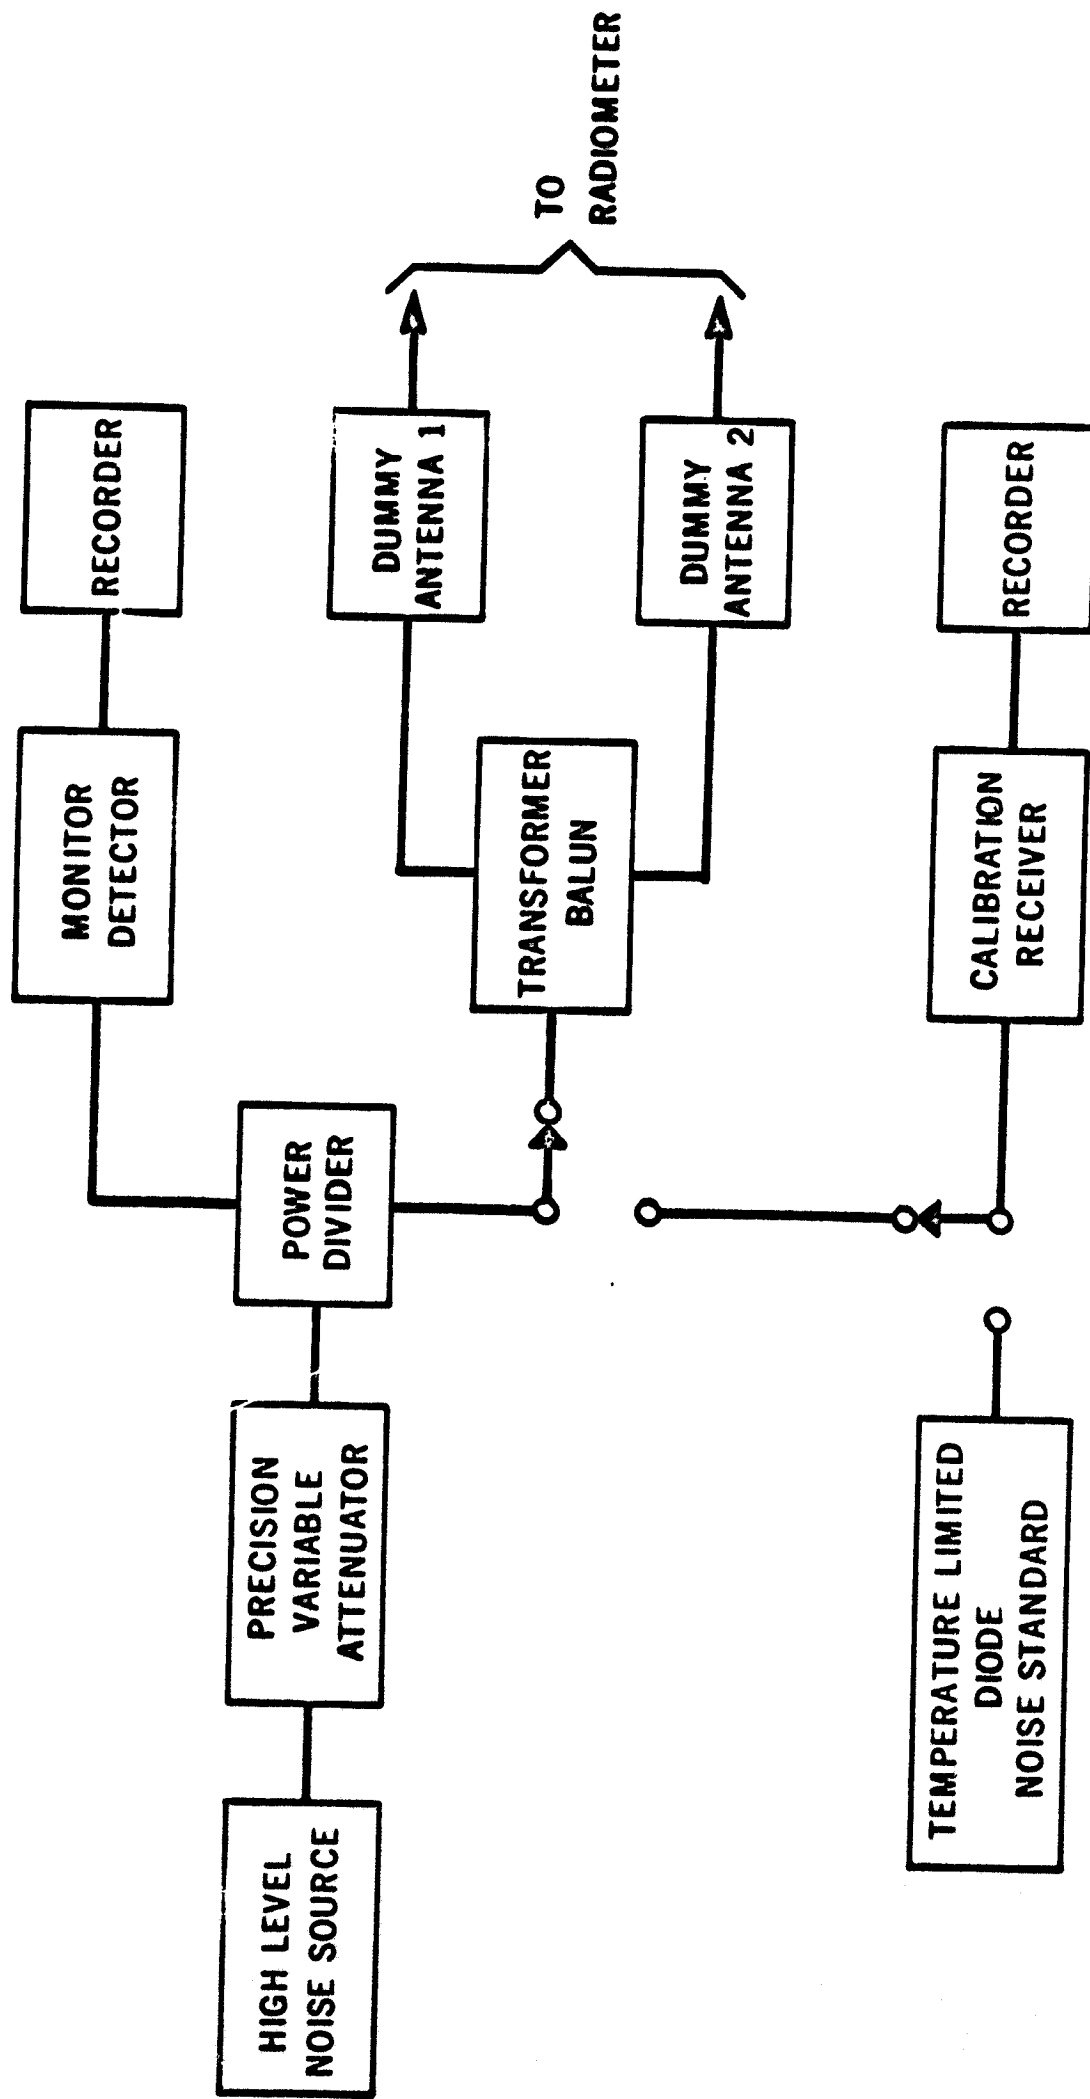 HIGH LEVEL
NOISE SOURCE
PRECISION
VARIABLE
ATTENUATOR
POWER
DIVIDER
MONITOR
DETECTOR
RECORDER
TRANSFORMER
BALUN
DUMMY
ANTENNA 1
DUMMY
ANTENNA 2
TO
RADIOMETER
TEMPERATURE LIMITED
DIODE
NOISE STANDARD
CALIBRATION
RECEIVER
RECORDER